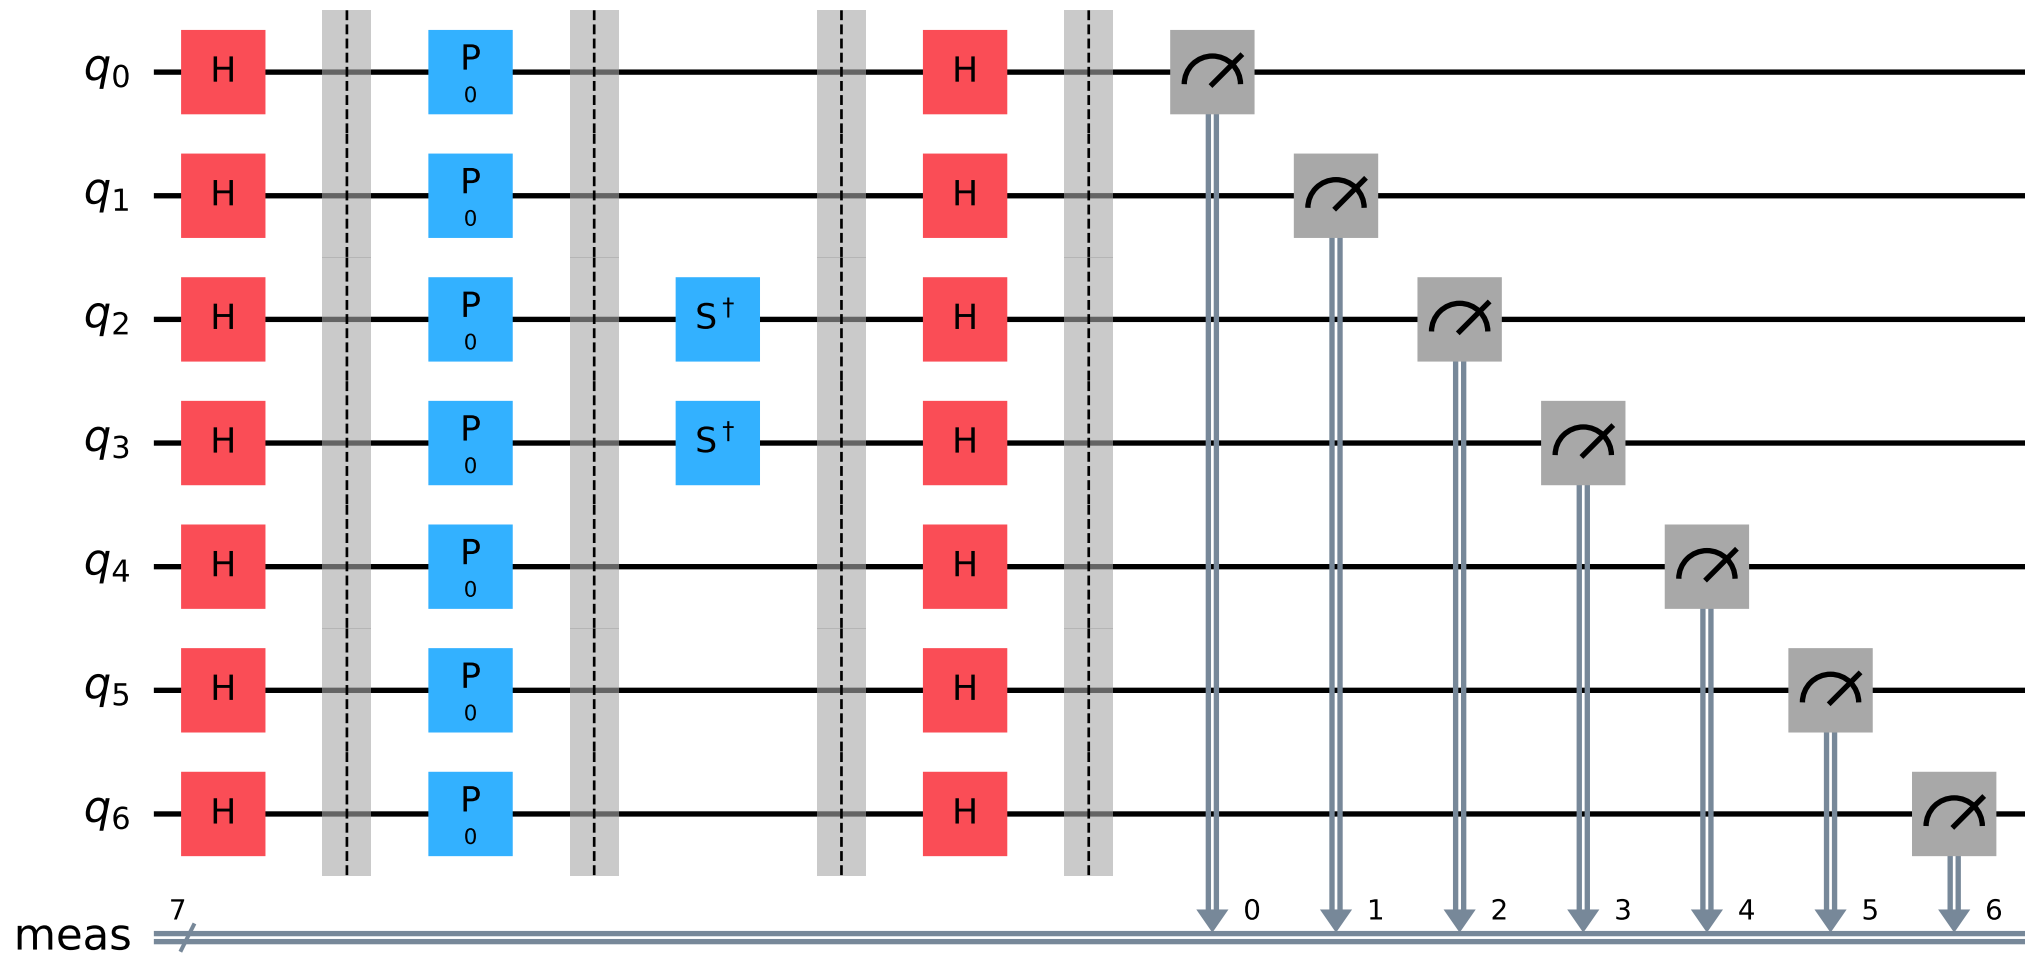 q0 H P 0 H
q1 H P 0 H
q2 H P 0 S† H
q3 H P 0 S† H
q4 H P 0 H
q5 H P 0 H
q6 H P 0 H
7 0 1 2 3 4 5 6
meas